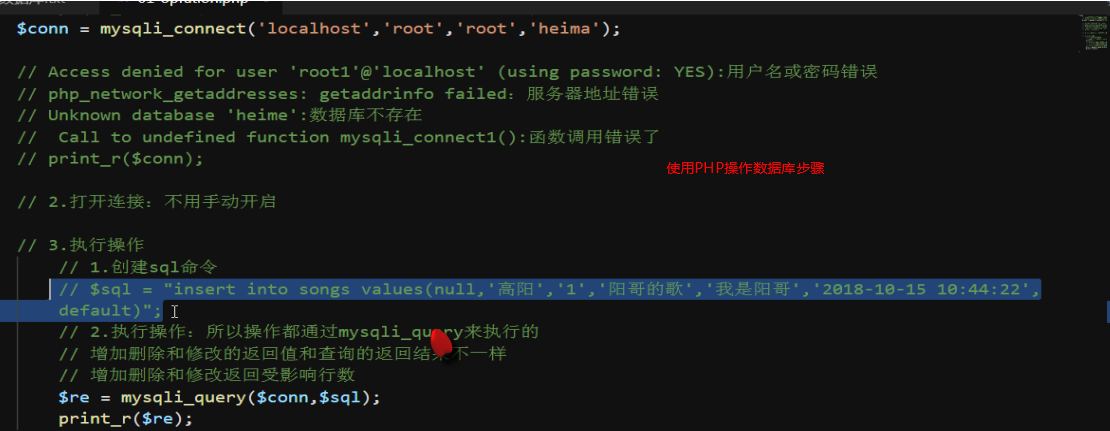 $conn = mysqli_connect('localhost','root','root','heima');
// Access denied for user 'root1'@'localhost' (using password: YES):用户名或密码错误
// php_network_getaddresses: getaddrinfo failed：服务器地址错误
// Unknown database 'heime':数据库不存在
//  Call to undefined function mysqli_connect1():函数调用错误了
// print_r($conn);
使用PHP操作数据库步骤
// 2.打开连接：不用手动开启
// 3.执行操作
// 1.创建sql命令
// $sql = "insert into songs values(null,'高阳','1','阳哥的歌','我是阳哥','2018-10-15 10:44:22',
default)";
// 2.执行操作：所以操作都通过mysqli_query来执行的
// 增加删除和修改的返回值和查询的返回结果不一样
// 增加删除和修改返回受影响行数
$re = mysqli_query($conn,$sql);
print_r($re);